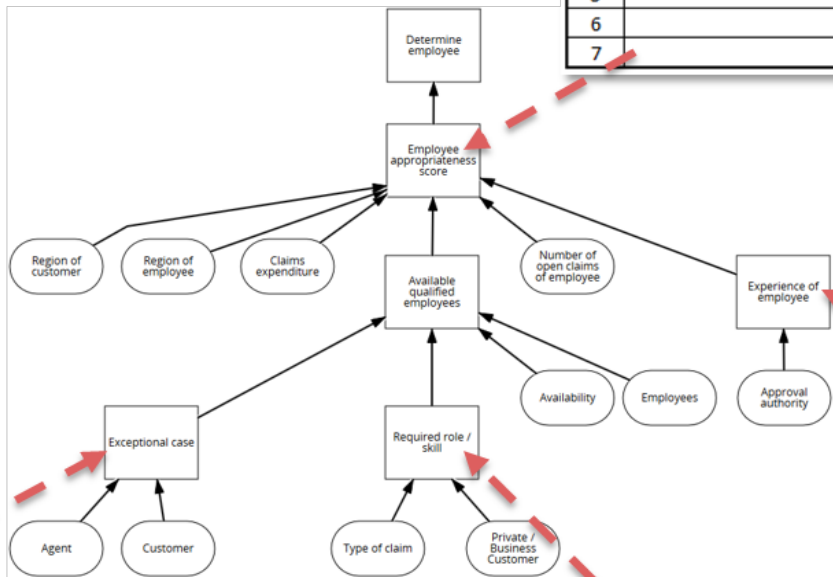 6
7
Determine
employee
Employee
appropriateness
score
Region of
customer
Region of
employee
Claims
expenditure
Available
qualified
employees
Number of
open claims
of employee
Experience of
employee
Availability
Employees
Approval
authority
Exceptional case
Required role /
skill
Agent
Customer
Type of claim
Private /
Business
Customer